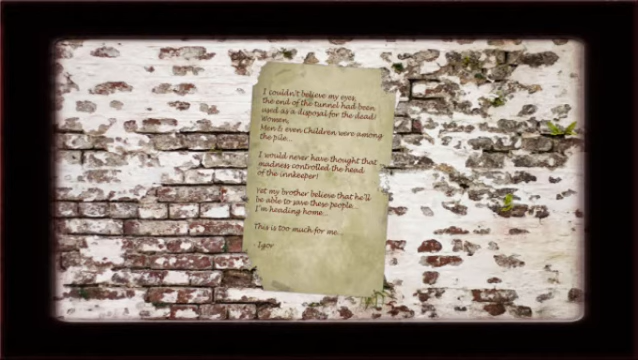 I couldn't believe my eyes,
the end of the tunnel had been
used as a disposal for the dead!
Women,
Men & even Children were among
the pile...
I would never have thought that
madness controlled the head
of the innkeeper!
Yet my brother believe that he'll
be able to save these people...
I'm heading home...
This is too much for me...
- Igor